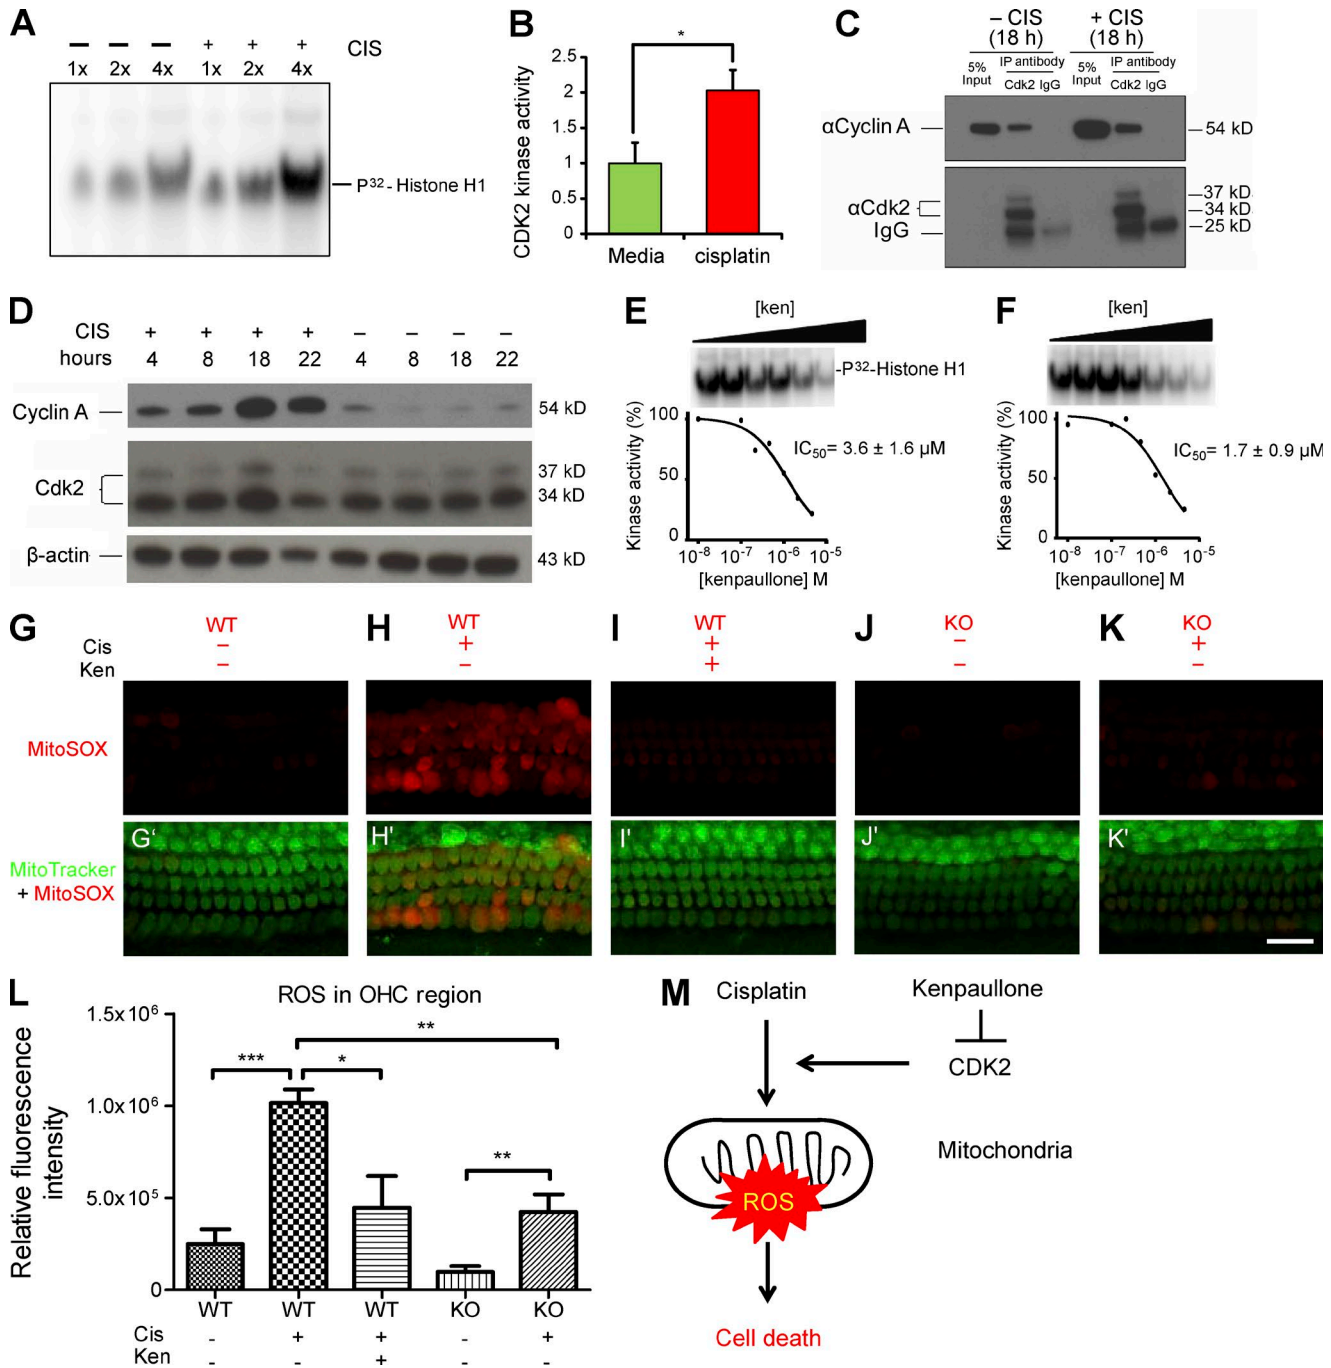 A
– – – + + + CIS
1x 2x 4x 1x 2x 4x
P32- Histone H1
B
CDK2 kinase activity
2.5
2
1.5
1
0.5
0
*
Media cisplatin
C
– CIS + CIS
(18 h) (18 h)
5% Input IP antibody 5% Input IP antibody
Cdk2 IgG Cdk2 IgG
αCyclin A 54 kD
37 kD
αCdk2 34 kD
IgG 25 kD
D
CIS + + + + – – – –
hours 4 8 18 22 4 8 18 22
Cyclin A 54 kD
37 kD
Cdk2 34 kD
β-actin 43 kD
E
[ken]
-P32-Histone H1
Kinase activity (%)
100
50
0
IC50= 3.6 ± 1.6 µM
10-8 10-7 10-6 10-5
[kenpaullone] M
F
[ken]
Kinase activity (%)
100
50
0
IC50= 1.7 ± 0.9 µM
10-8 10-7 10-6 10-5
[kenpaullone] M
G H I J K
WT WT WT KO KO
Cis – + + – +
Ken – – + – –
MitoSOX
G' H' I' J' K'
MitoTracker
+ MitoSOX
L
ROS in OHC region
Relative fluorescence
intensity
1.5x 106
1.0x 106
5.0x 105
0
*** * ** **
WT WT WT KO KO
Cis - + + - +
Ken - - + - -
M
Cisplatin Kenpaullone
CDK2
Mitochondria
ROS
Cell death